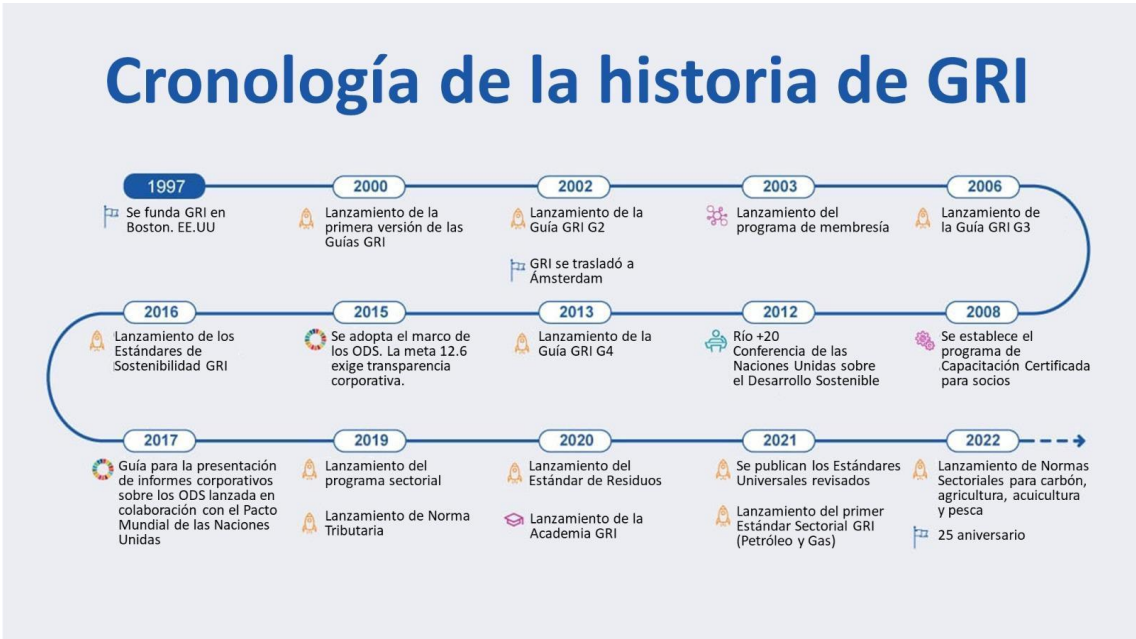 Cronología de la historia de GRI
1997
Se funda GRI en
Boston. EE.UU
2000
Lanzamiento de la
primera versión de las
Guías GRI
2002
Lanzamiento de la
Guía GRI G2
GRI se trasladó a
Ámsterdam
2003
Lanzamiento del
programa de membresía
2006
Lanzamiento de
la Guía GRI G3
2008
Se establece el
programa de
Capacitación Certificada
para socios
2012
Río +20
Conferencia de las
Naciones Unidas sobre
el Desarrollo Sostenible
2013
Lanzamiento de la
Guía GRI G4
2015
Se adopta el marco de
los ODS. La meta 12.6
exige transparencia
corporativa.
2016
Lanzamiento de los
Estándares de
Sostenibilidad GRI
2017
Guía para la presentación
de informes corporativos
sobre los ODS lanzada en
colaboración con el Pacto
Mundial de las Naciones
Unidas
2019
Lanzamiento del
programa sectorial
Lanzamiento de Norma
Tributaria
2020
Lanzamiento del
Estándar de Residuos
Lanzamiento de la
Academia GRI
2021
Se publican los Estándares
Universales revisados
Lanzamiento del primer
Estándar Sectorial GRI
(Petróleo y Gas)
2022
Lanzamiento de Normas
Sectoriales para carbón,
agricultura, acuicultura
y pesca
25 aniversario